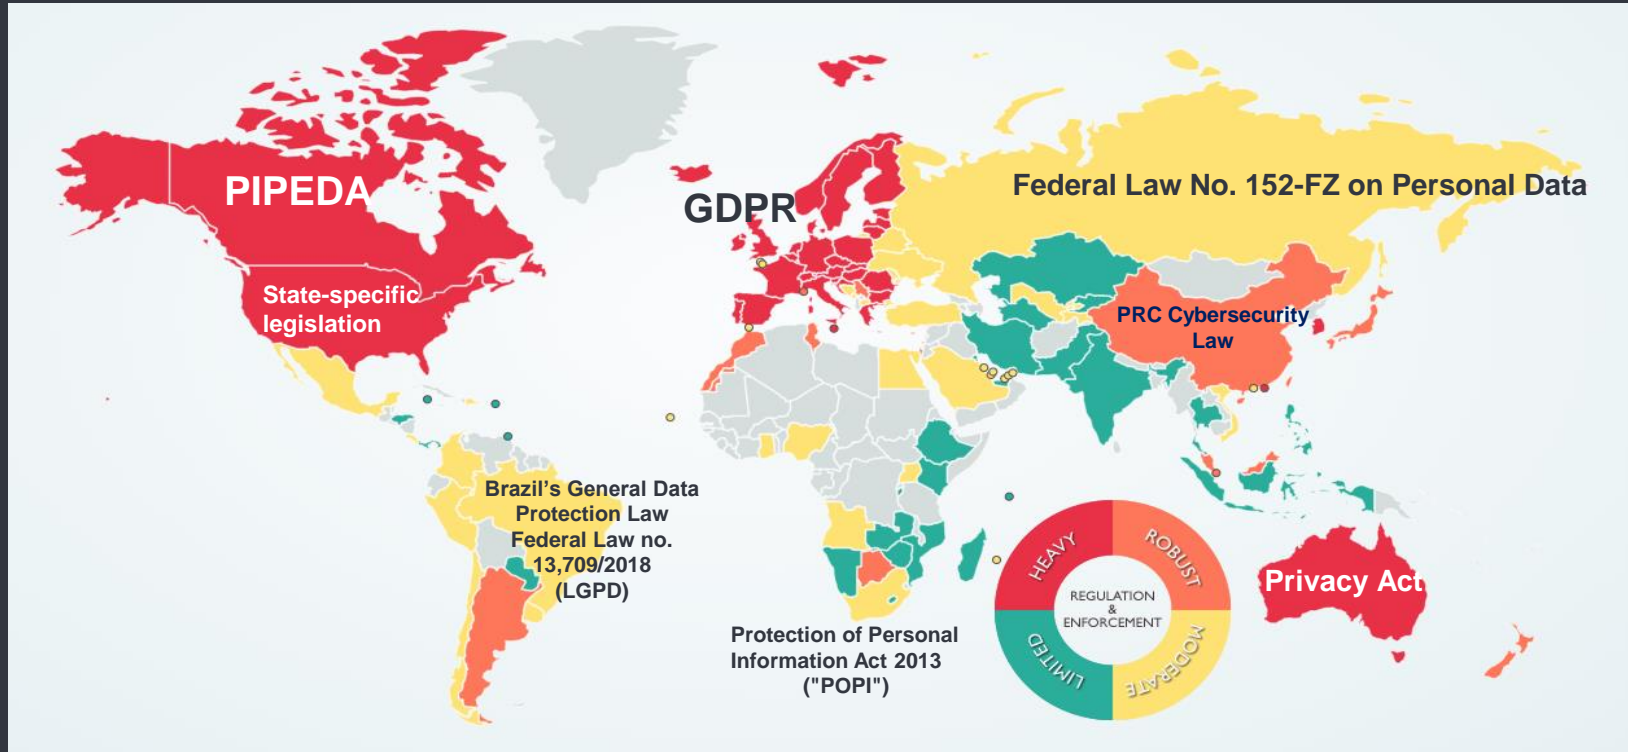 PIPEDA
GDPR
Federal Law No. 152-FZ on Personal Data
State-specific
legislation
PRC Cybersecurity
Law
Brazil’s General Data
Protection Law
Federal Law no.
13,709/2018
(LGPD)
Protection of Personal
Information Act 2013
("POPI")
HEAVY
ROBUST
REGULATION
&
ENFORCEMENT
LIMITED
MODERATE
Privacy Act.